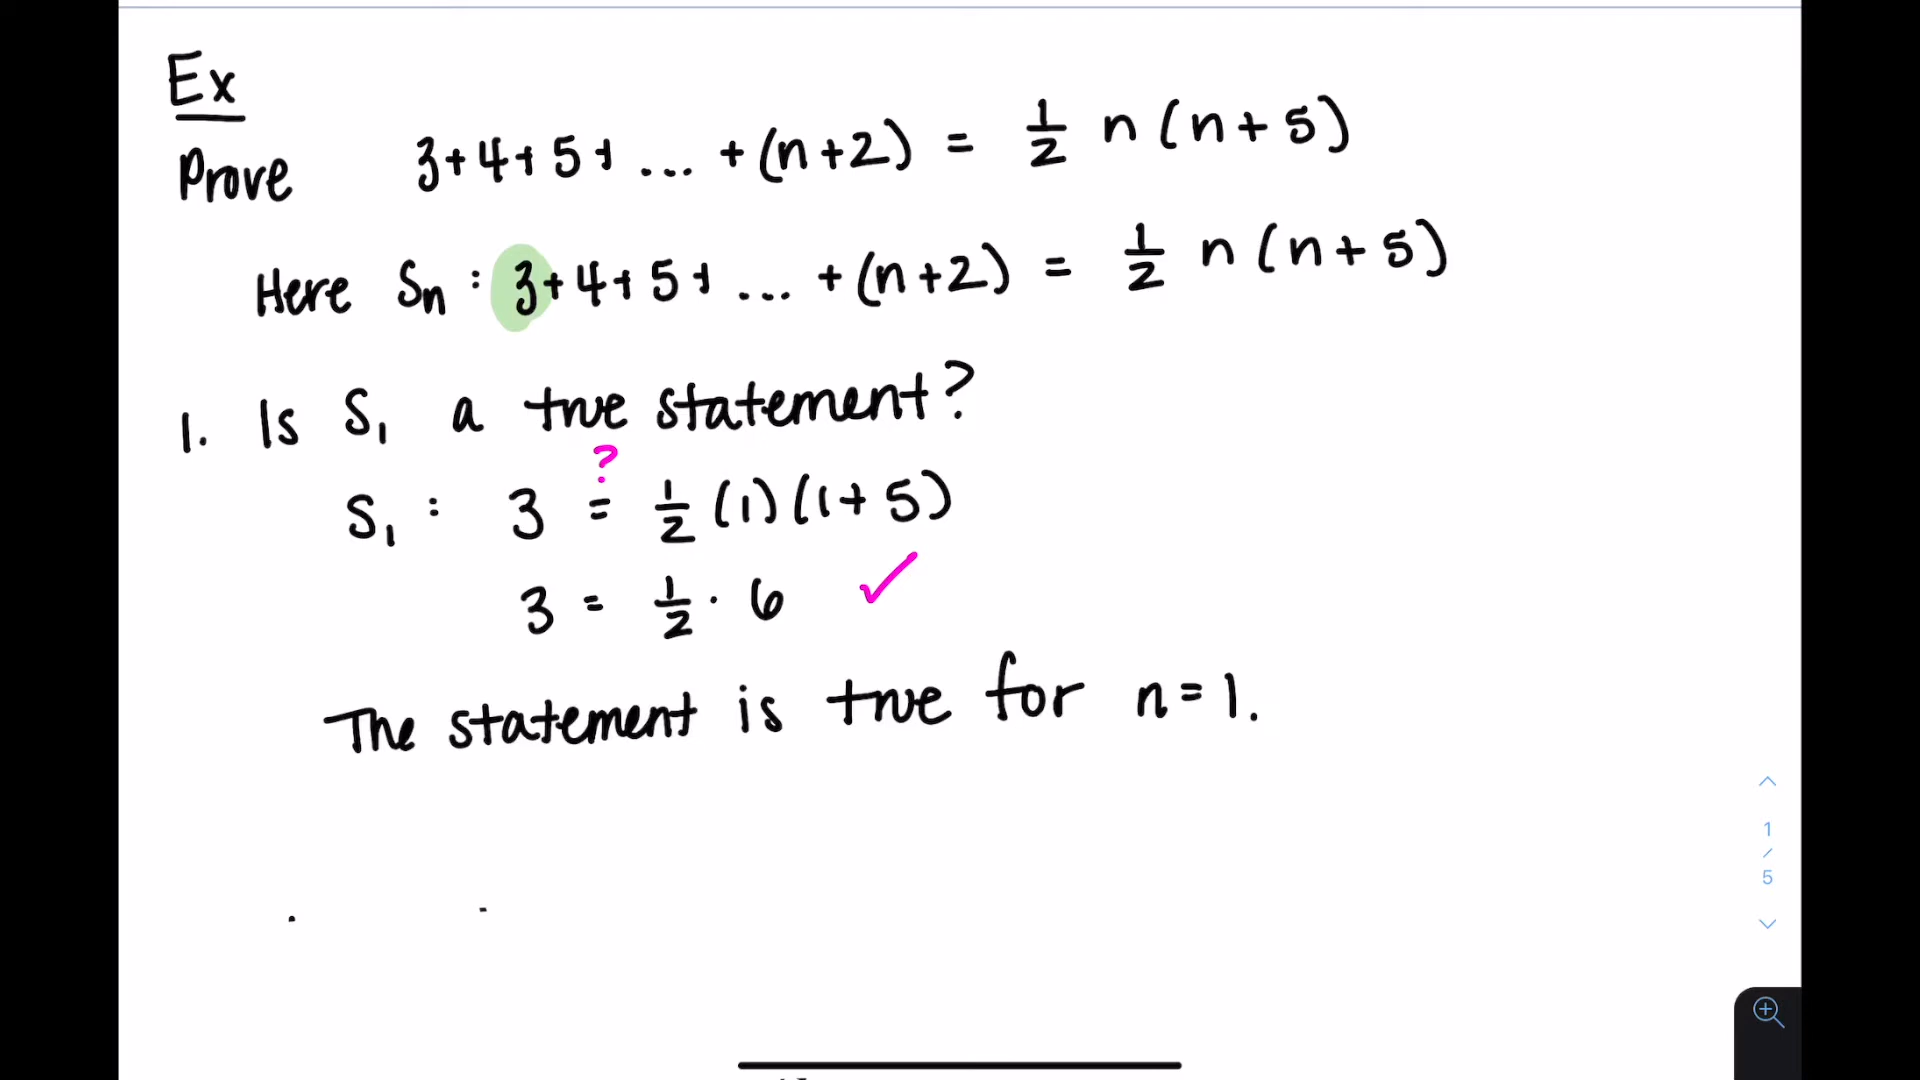 Ex
Prove 3+4+5+ ... +(n+2) = 1/2 n(n+5)
Here Sn : 3+4+5+ ... +(n+2) = 1/2 n(n+5)
1. Is S₁ a true statement?
?
S₁ : 3 = 1/2 (1)(1+5)
3 = 1/2 · 6 ✓
The statement is true for n=1.
1
/
5